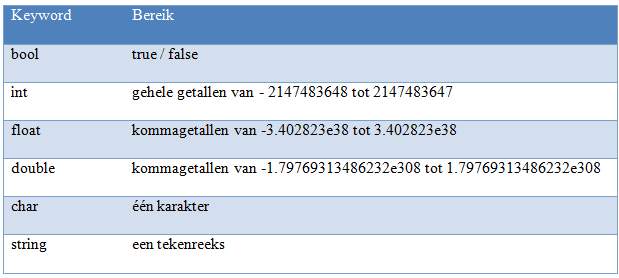 Keyword Bereik
bool true / false
int gehele getallen van - 2147483648 tot 2147483647
float kommagetallen van -3.402823e38 tot 3.402823e38
double kommagetallen van -1.79769313486232e308 tot 1.79769313486232e308
char één karakter
string een tekenreeks